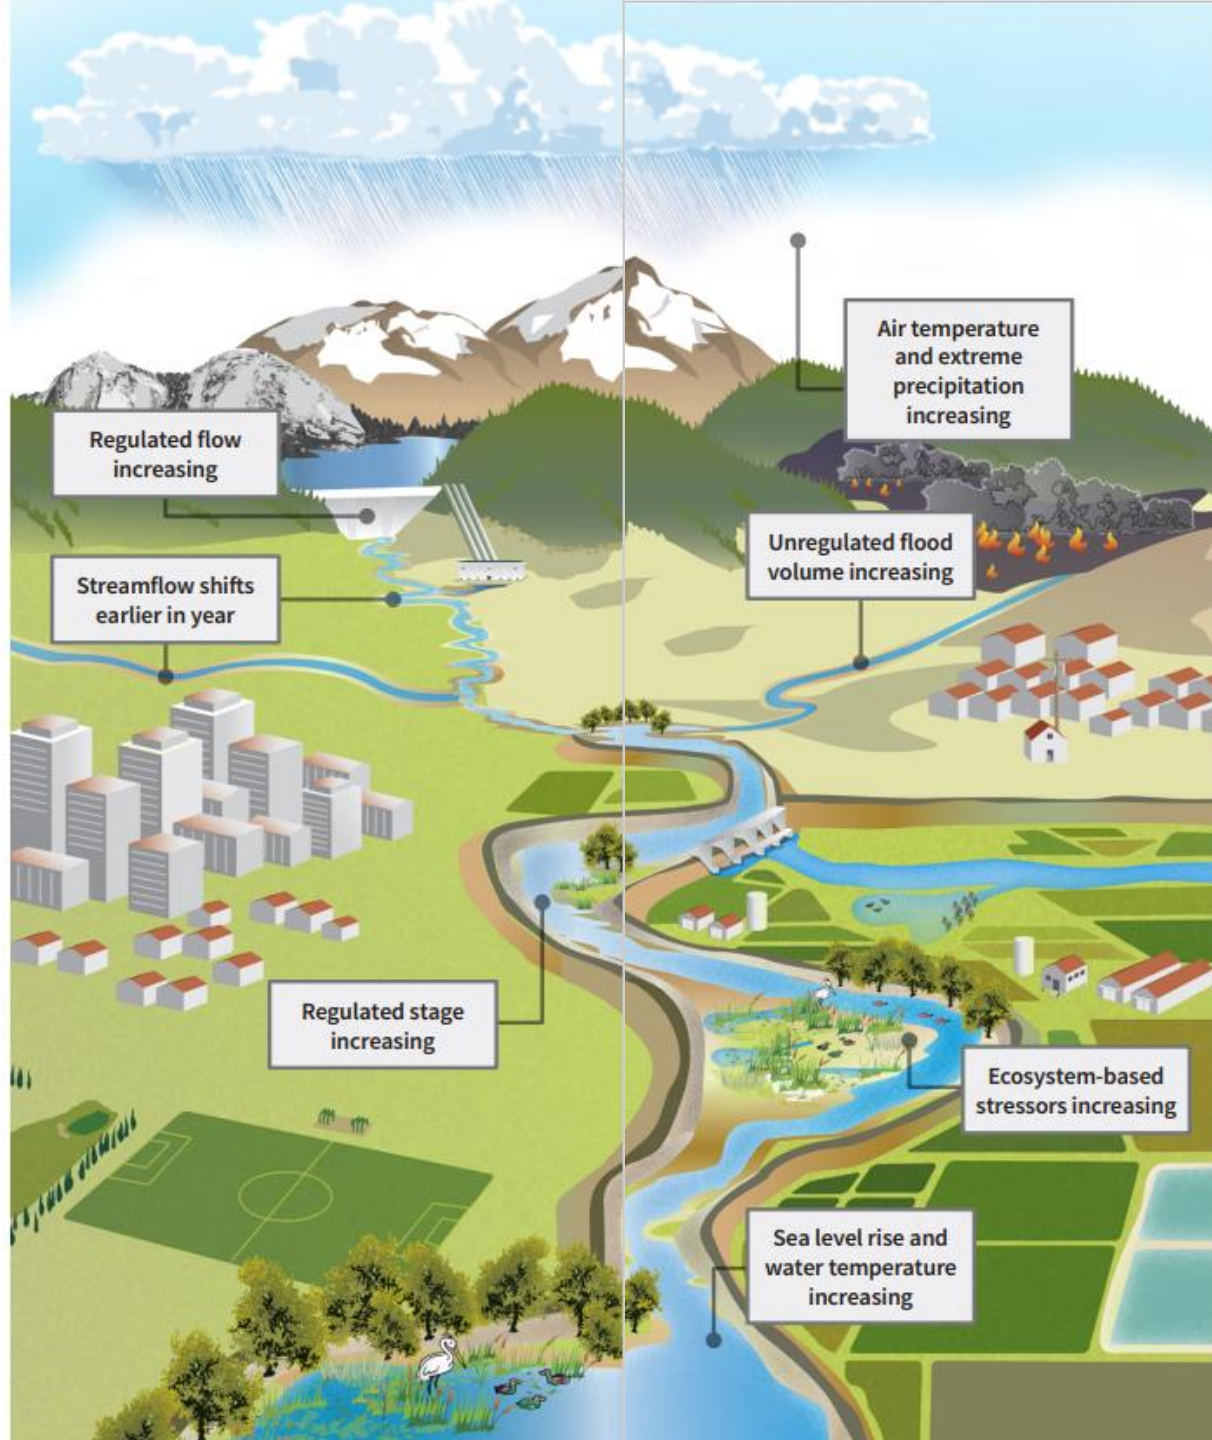 Air temperature
and extreme
precipitation
increasing
Regulated flow
increasing
Unregulated flood
volume increasing
Streamflow shifts
earlier in year
Regulated stage
increasing
Ecosystem-based
stressors increasing
Sea level rise and
water temperature
increasing